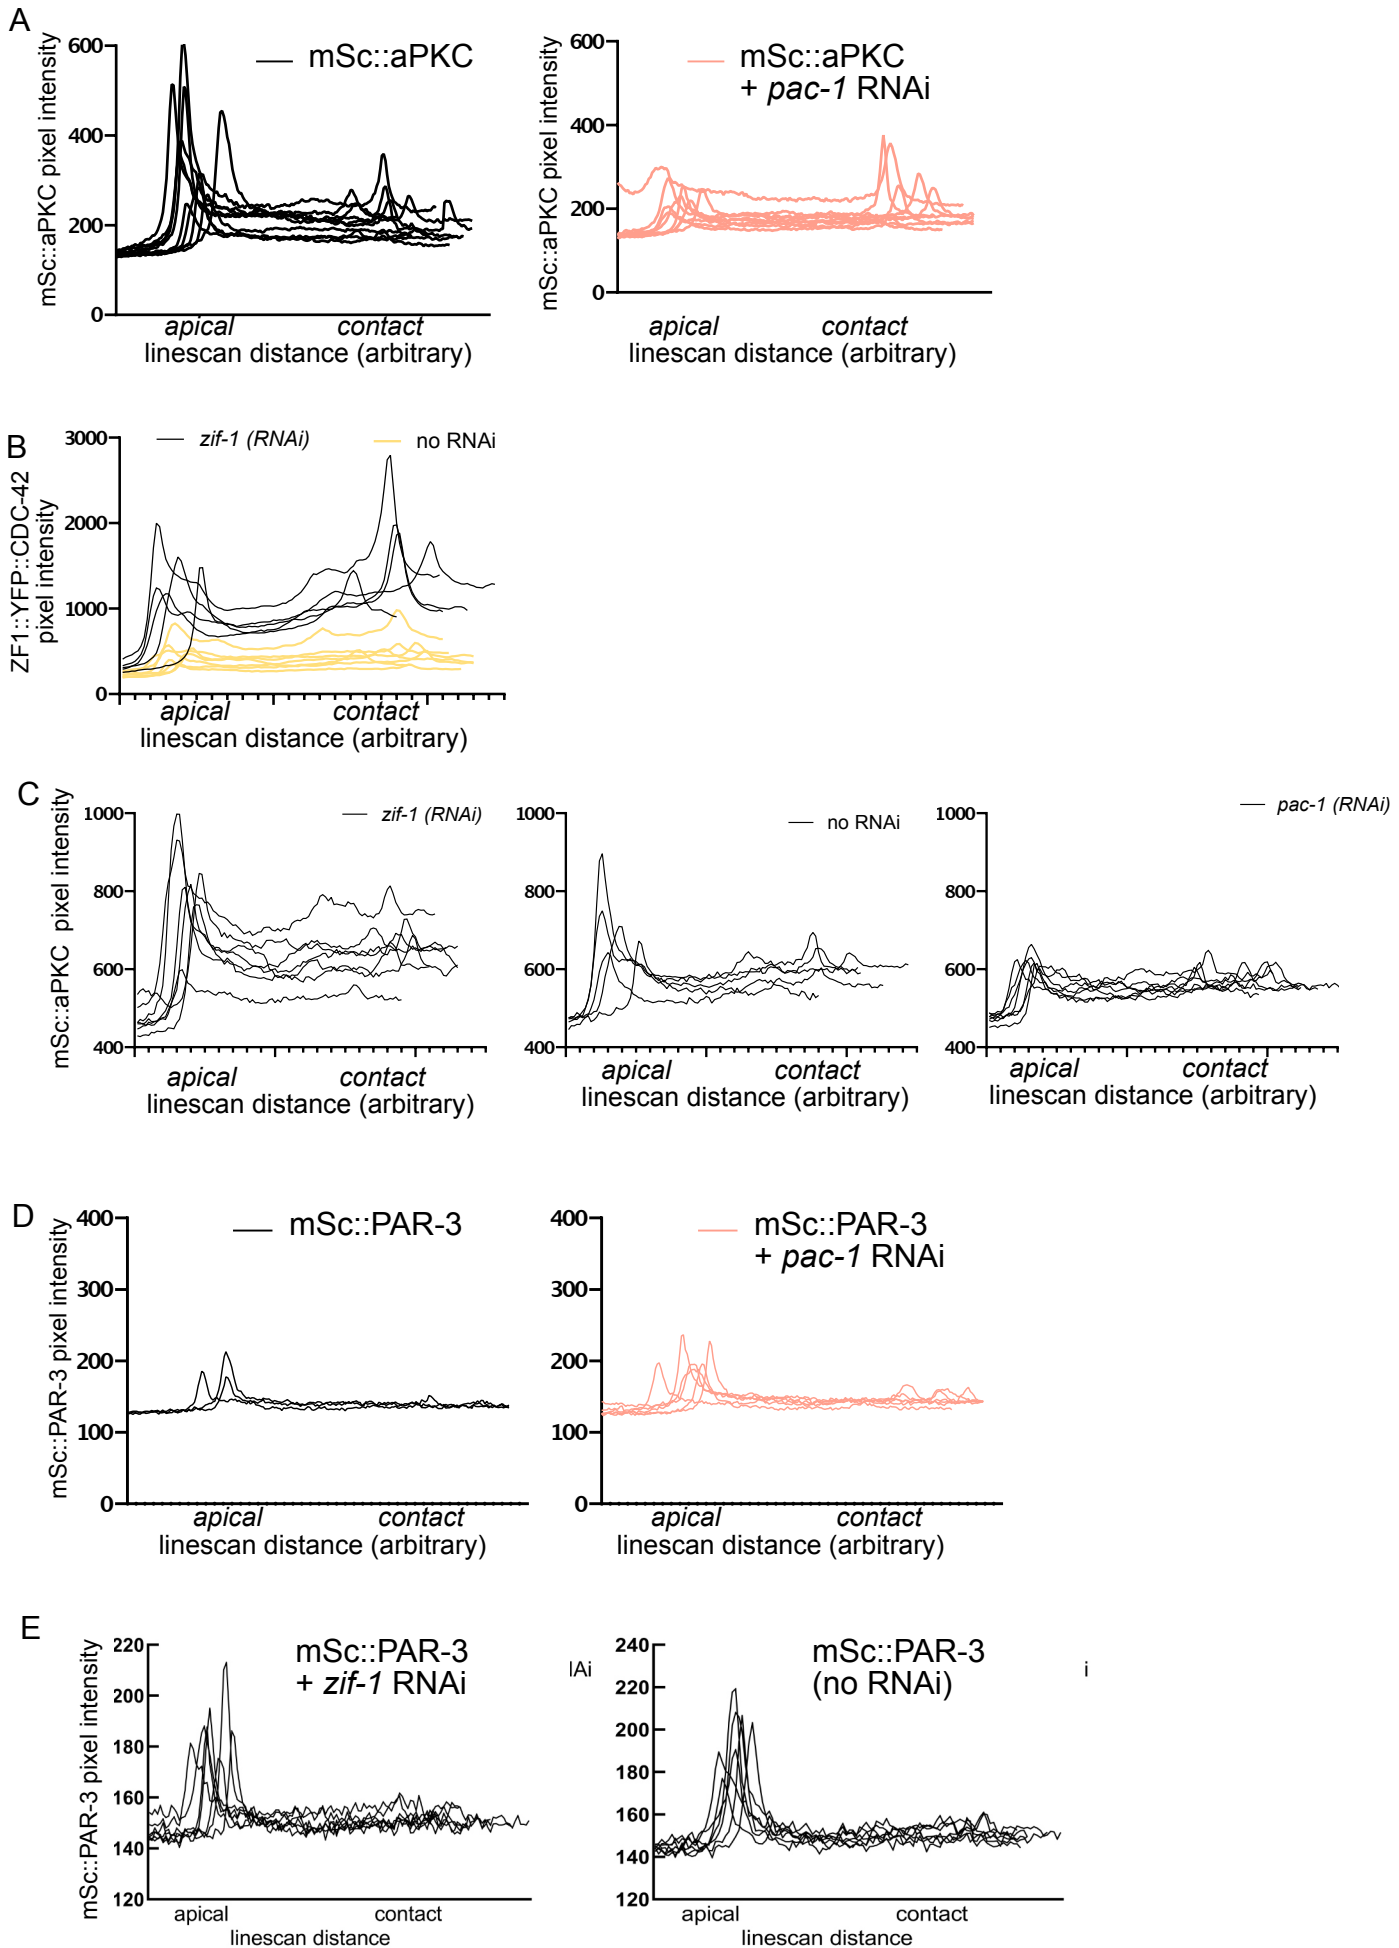 A
600
400
200
0
mSc::aPKC pixel intensity
mSc::aPKC
apical
contact
linescan distance (arbitrary)
600
400
200
0
mSc::aPKC pixel intensity
mSc::aPKC
+ pac-1 RNAi
apical
contact
linescan distance (arbitrary)
B
3000
2000
1000
0
ZF1::YFP::CDC-42
pixel intensity
zif-1 (RNAi)
no RNAi
apical
contact
linescan distance (arbitrary)
C
1000
800
600
400
mSc::aPKC pixel intensity
zif-1 (RNAi)
apical
contact
linescan distance (arbitrary)
1000
800
600
400
no RNAi
apical
contact
linescan distance (arbitrary)
1000
800
600
400
pac-1 (RNAi)
apical
contact
linescan distance (arbitrary)
D
400
300
200
100
0
mSc::PAR-3 pixel intensity
mSc::PAR-3
apical
contact
linescan distance (arbitrary)
400
300
200
100
0
mSc::PAR-3
+ pac-1 RNAi
apical
contact
linescan distance (arbitrary)
E
220
200
180
160
140
120
mSc::PAR-3 pixel intensity
mSc::PAR-3
+ zif-1 RNAi
apical
contact
linescan distance
240
220
200
180
160
140
120
mSc::PAR-3
(no RNAi)
i
apical
contact
linescan distance